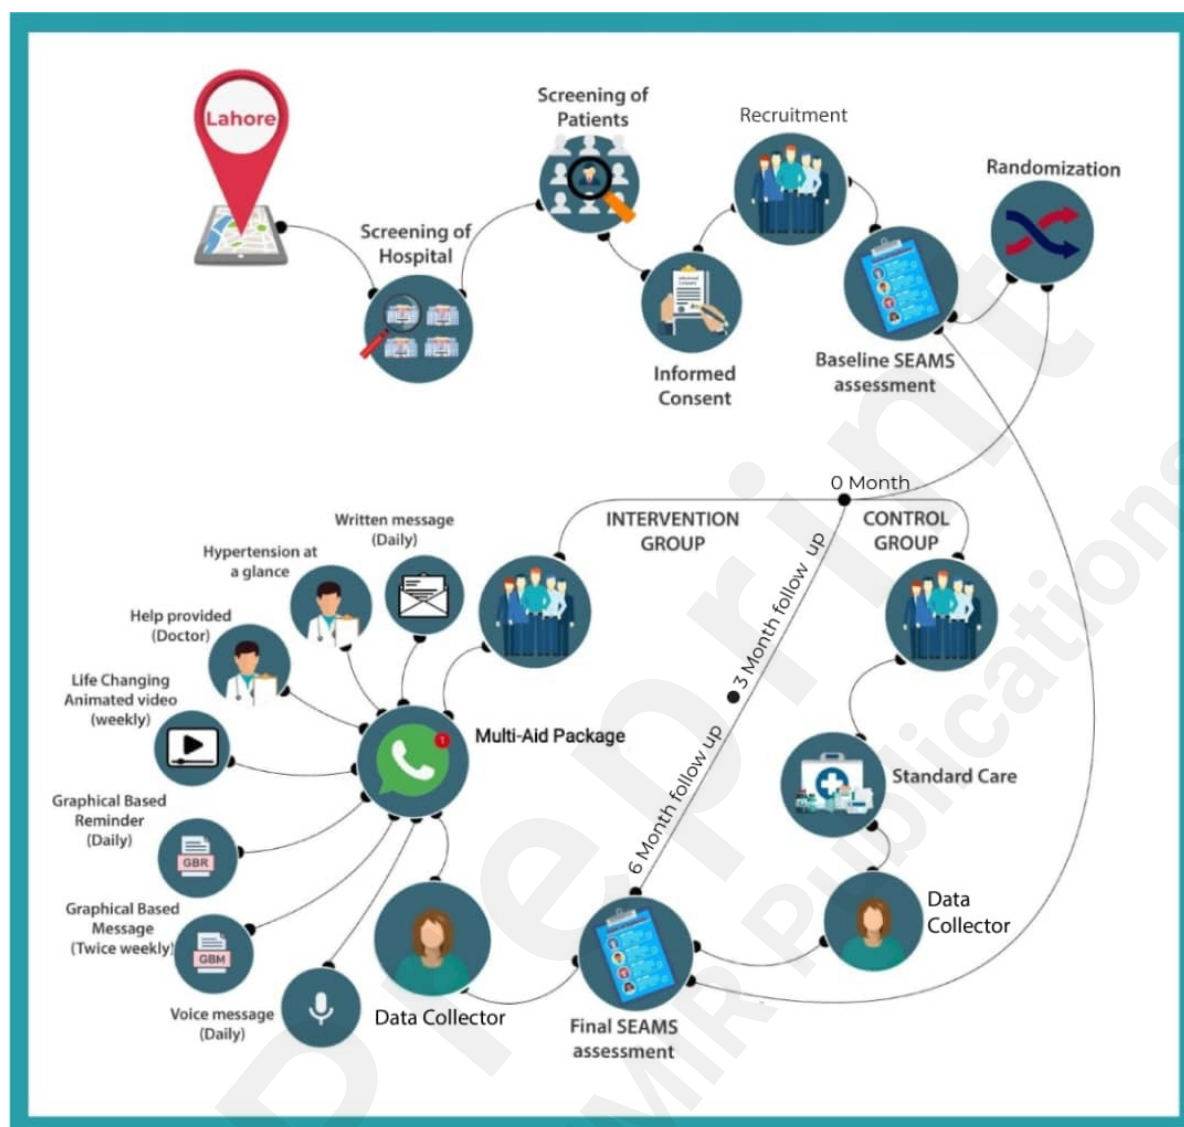 Lahore
Screening of
Hospital
Screening of
Patients
Informed
Consent
Recruitment
Baseline SEAMS
assessment
Randomization
0 Month
INTERVENTION
GROUP
CONTROL
GROUP
3 Month follow up
6 Month follow up
Written message
(Daily)
Hypertension at
a glance
Help provided
(Doctor)
Life Changing
Animated video
(weekly)
Graphical Based
Reminder
(Daily)
GBR
Graphical Based
Message
(Twice weekly)
GBM
Voice message
(Daily)
1
Multi-Aid Package
Data Collector
Final SEAMS
assessment
Standard Care
Data
Collector
Preprint
JMIR Publications